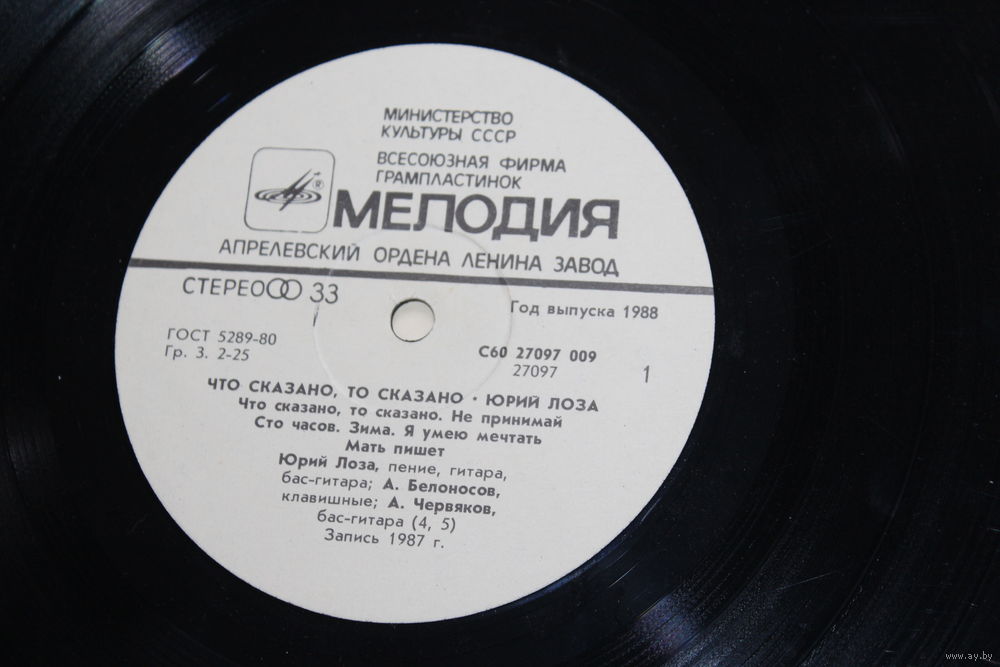 МИНИСТЕРСТВО
КУЛЬТУРЫ СССР
ВСЕСОЮЗНАЯ ФИРМА
ГРАМПЛАСТИНОК
®
МЕЛОДИЯ
АПРЕЛЕВСКИЙ ОРДЕНА ЛЕНИНА ЗАВОД
СТЕРЕО 33
Год выпуска 1988
ГОСТ 5289-80
Гр. 3. 2-25
С60 27097 009
27097
1
ЧТО СКАЗАНО, ТО СКАЗАНО · ЮРИЙ ЛОЗА
Что сказано, то сказано. Не принимай
Сто часов. Зима. Я умею мечтать
Мать пишет
Юрий Лоза, пение, гитара,
бас-гитара; А. Белоносов,
клавишные; А. Червяков,
бас-гитара (4, 5)
Запись 1987 г.
www.ay.by